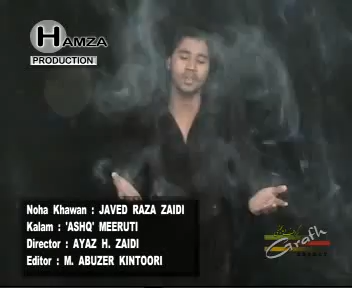 HAMZA
PRODUCTION
Noha Khawan : JAVED RAZA ZAIDI
Kalam : 'ASHQ' MEERUTI
Director : AYAZ H. ZAIDI
Editor : M. ABUZER KINTOORI
Grafh